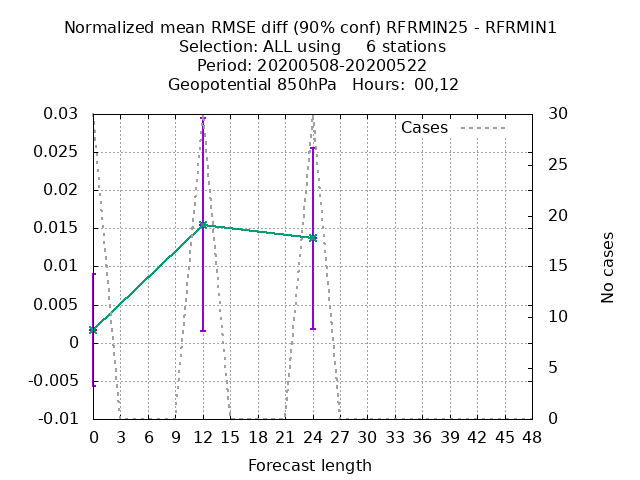 Normalized mean RMSE diff (90% conf) RFRMIN25 - RFRMIN1
Selection: ALL using     6 stations
Period: 20200508-20200522
Geopotential 850hPa   Hours: 00,12
Cases
0.03
0.025
0.02
0.015
0.01
0.005
0
-0.005
-0.01
30
25
20
15
10
5
0
No cases
0 3 6 9 12 15 18 21 24 27 30 33 36 39 42 45 48
Forecast length